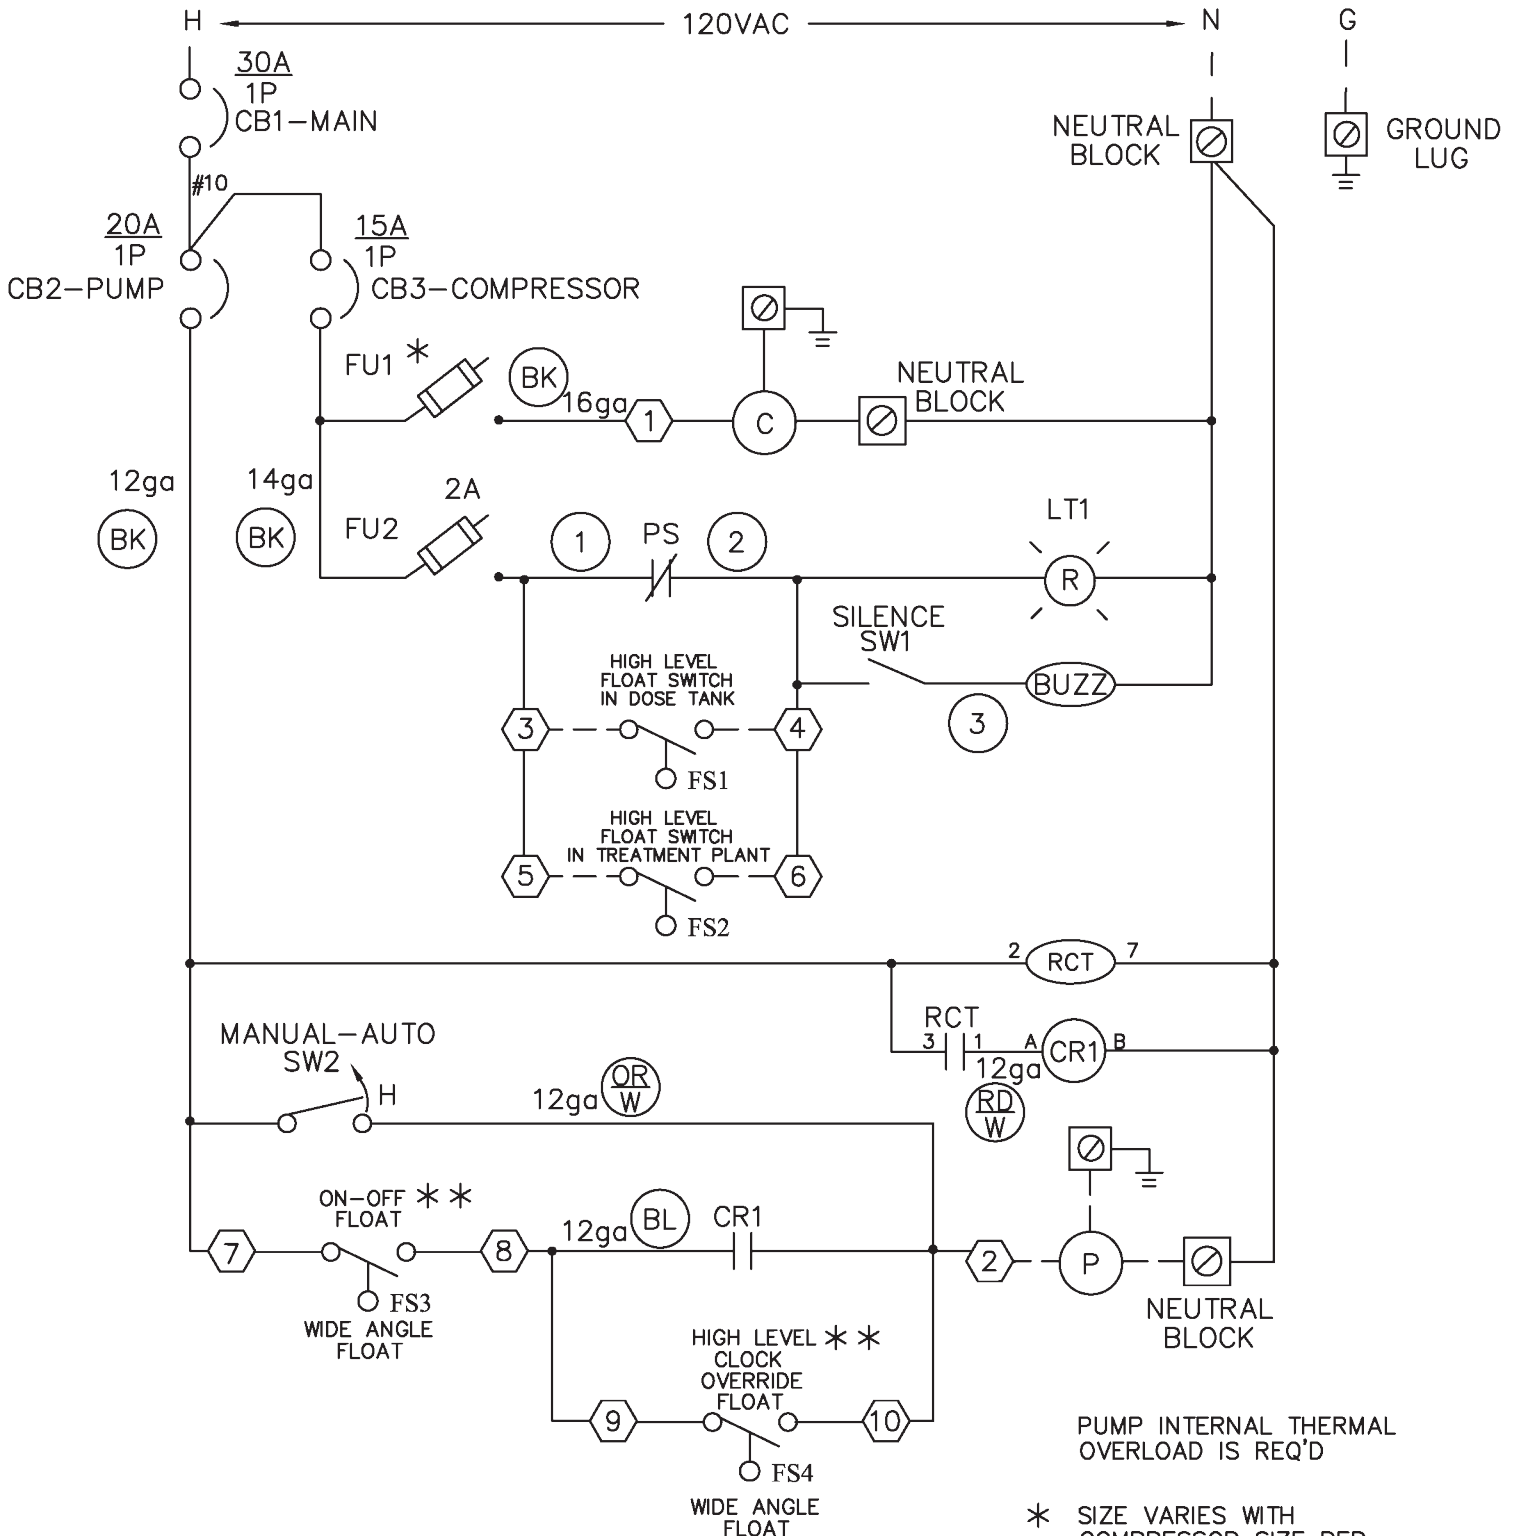 H 120VAC N G
30A
1P
CB1-MAIN
NEUTRAL
BLOCK
GROUND
LUG
#10
20A
1P
CB2-PUMP
15A
1P
CB3-COMPRESSOR
FU1 *
BK
16ga
1
C
NEUTRAL
BLOCK
12ga
BK
14ga
BK
2A
FU2
1
PS
2
LT1
R
SILENCE
SW1
BUZZ
3
HIGH LEVEL
FLOAT SWITCH
IN DOSE TANK
3
4
FS1
HIGH LEVEL
FLOAT SWITCH
IN TREATMENT PLANT
5
6
FS2
2 RCT 7
RCT
3 1 A CR1 B
12ga
RD
W
MANUAL-AUTO
SW2
H
12ga
OR
W
ON-OFF * *
FLOAT
7
8
FS3
WIDE ANGLE
FLOAT
12ga
BL
CR1
2
P
NEUTRAL
BLOCK
HIGH LEVEL * *
CLOCK
OVERRIDE
FLOAT
9
10
FS4
WIDE ANGLE
FLOAT
PUMP INTERNAL THERMAL
OVERLOAD IS REQ'D
* SIZE VARIES WITH
COMPRESSOR SIZE PER